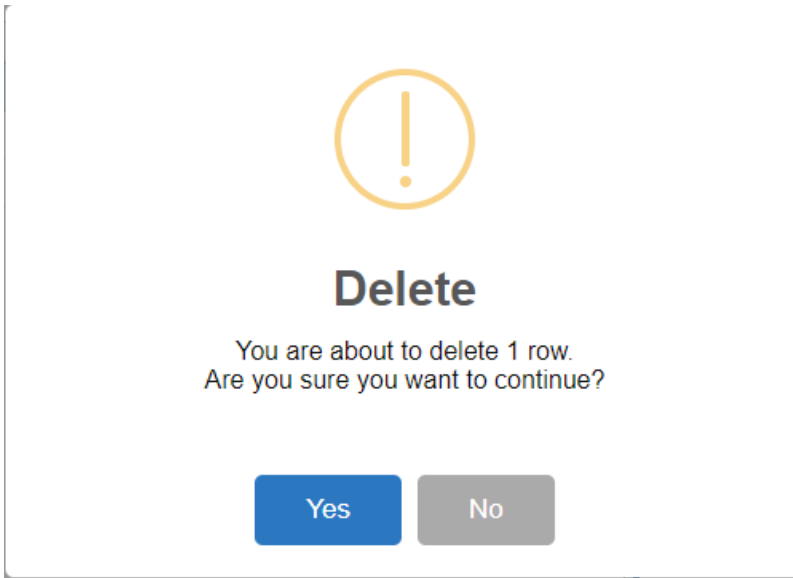 Delete
You are about to delete 1 row.
Are you sure you want to continue?
Yes
No